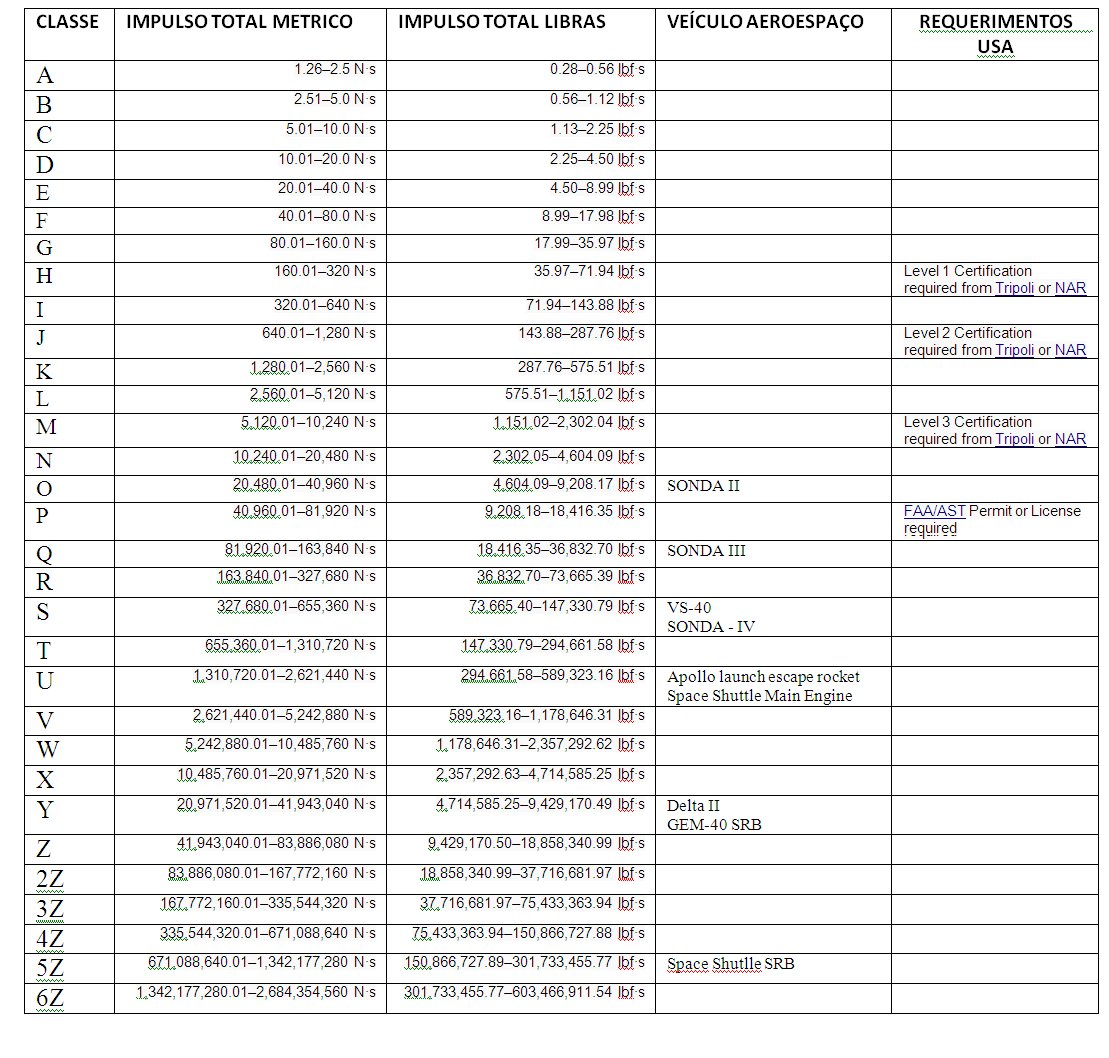 CLASSE IMPULSO TOTAL METRICO IMPULSO TOTAL LIBRAS VEÍCULO AEROESPAÇO REQUERIMENTOS
USA
A 1.26–2.5 N·s 0.28–0.56 lbf·s
B 2.51–5.0 N·s 0.56–1.12 lbf·s
C 5.01–10.0 N·s 1.13–2.25 lbf·s
D 10.01–20.0 N·s 2.25–4.50 lbf·s
E 20.01–40.0 N·s 4.50–8.99 lbf·s
F 40.01–80.0 N·s 8.99–17.98 lbf·s
G 80.01–160.0 N·s 17.99–35.97 lbf·s
H 160.01–320 N·s 35.97–71.94 lbf·s Level 1 Certification
required from Tripoli or NAR
I 320.01–640 N·s 71.94–143.88 lbf·s
J 640.01–1,280 N·s 143.88–287.76 lbf·s Level 2 Certification
required from Tripoli or NAR
K 1,280.01–2,560 N·s 287.76–575.51 lbf·s
L 2,560.01–5,120 N·s 575.51–1,151.02 lbf·s
M 5,120.01–10,240 N·s 1,151.02–2,302.04 lbf·s Level 3 Certification
required from Tripoli or NAR
N 10,240.01–20,480 N·s 2,302.05–4,604.09 lbf·s
O 20,480.01–40,960 N·s 4,604.09–9,208.17 lbf·s SONDA II
P 40,960.01–81,920 N·s 9,208.18–18,416.35 lbf·s FAA/AST Permit or License
required
Q 81,920.01–163,840 N·s 18,416.35–36,832.70 lbf·s SONDA III
R 163,840.01–327,680 N·s 36,832.70–73,665.39 lbf·s
S 327,680.01–655,360 N·s 73,665.40–147,330.79 lbf·s VS-40
SONDA - IV
T 655,360.01–1,310,720 N·s 147,330.79–294,661.58 lbf·s
U 1,310,720.01–2,621,440 N·s 294,661.58–589,323.16 lbf·s Apollo launch escape rocket
Space Shuttle Main Engine
V 2,621,440.01–5,242,880 N·s 589,323.16–1,178,646.31 lbf·s
W 5,242,880.01–10,485,760 N·s 1,178,646.31–2,357,292.62 lbf·s
X 10,485,760.01–20,971,520 N·s 2,357,292.63–4,714,585.25 lbf·s
Y 20,971,520.01–41,943,040 N·s 4,714,585.25–9,429,170.49 lbf·s Delta II
GEM-40 SRB
Z 41,943,040.01–83,886,080 N·s 9,429,170.50–18,858,340.99 lbf·s
2Z 83,886,080.01–167,772,160 N·s 18,858,340.99–37,716,681.97 lbf·s
3Z 167,772,160.01–335,544,320 N·s 37,716,681.97–75,433,363.94 lbf·s
4Z 335,544,320.01–671,088,640 N·s 75,433,363.94–150,866,727.88 lbf·s
5Z 671,088,640.01–1,342,177,280 N·s 150,866,727.89–301,733,455.77 lbf·s Space Shutlle SRB
6Z 1,342,177,280.01–2,684,354,560 N·s 301,733,455.77–603,466,911.54 lbf·s